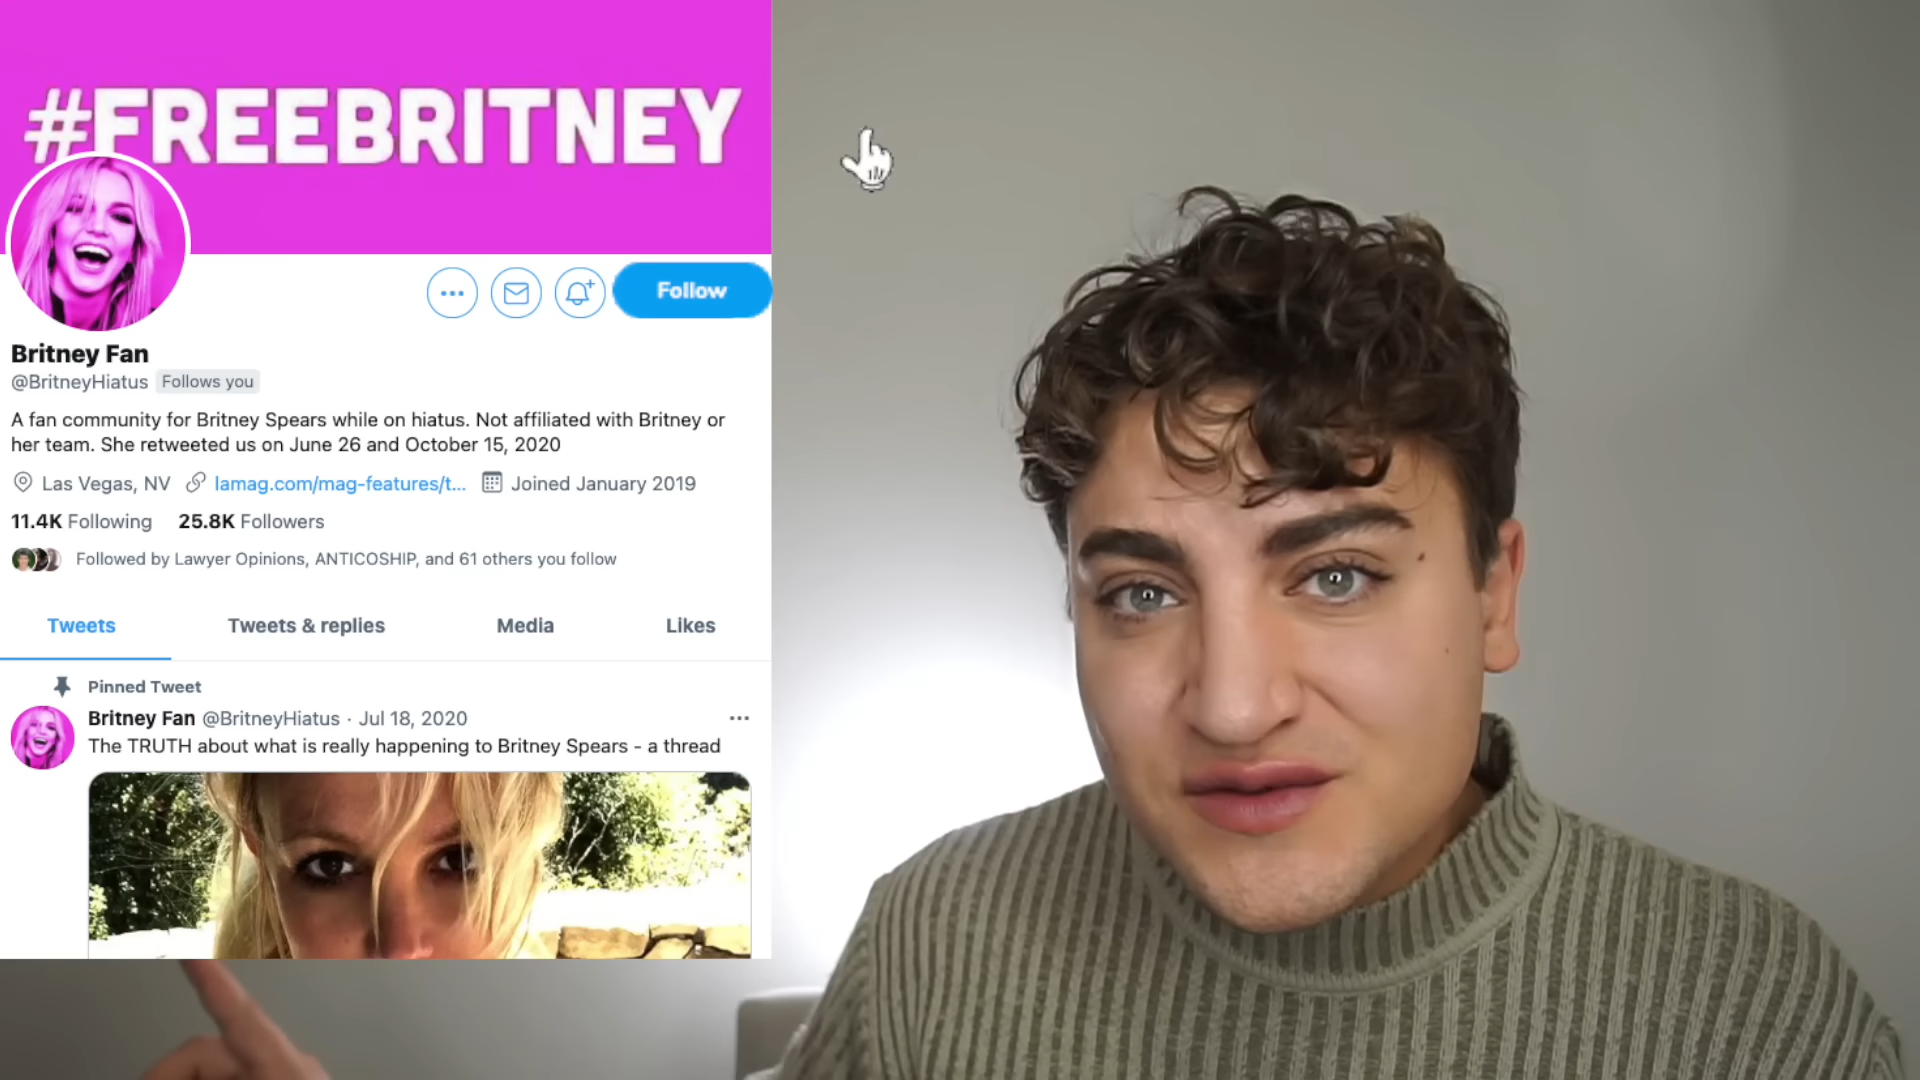 #FREEBRITNEY
Follow
Britney Fan
@BritneyHiatus Follows you
A fan community for Britney Spears while on hiatus. Not affiliated with Britney or
her team. She retweeted us on June 26 and October 15, 2020
Las Vegas, NV lamag.com/mag-features/t... Joined January 2019
11.4K Following 25.8K Followers
Followed by Lawyer Opinions, ANTICOSHIP, and 61 others you follow
Tweets Tweets & replies Media Likes
Pinned Tweet
Britney Fan @BritneyHiatus · Jul 18, 2020
The TRUTH about what is really happening to Britney Spears - a thread